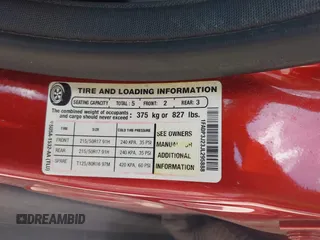 TIRE AND LOADING INFORMATION
SEATING CAPACITY TOTAL: 5 FRONT: 2 REAR: 3
The combined weight of occupants and cargo should never exceed: 375 kg or 827 lbs.
TIRE SIZE COLD TIRE PRESSURE
FRONT 215/50R17 91H 240 KPA, 35 PSI
REAR 215/50R17 91H 240 KPA, 35 PSI
SPARE T125/80R16 97M 420 KPA, 60 PSI
SEE OWNERS
MANUAL FOR
ADDITIONAL
INFORMATION
DREAMBID